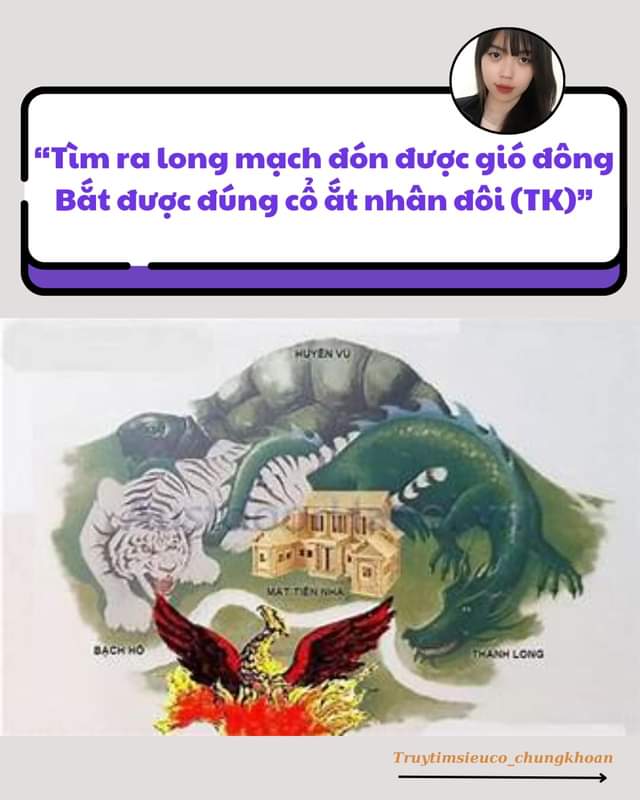 “Tìm ra long mạch đón được gió đông
Bắt được đúng cổ ắt nhân đôi (TK)”
HUYỀN VŨ
MẶT TIỀN NHÀ
BẠCH HỔ
THANH LONG
Truytimsieuco_chungkhoan